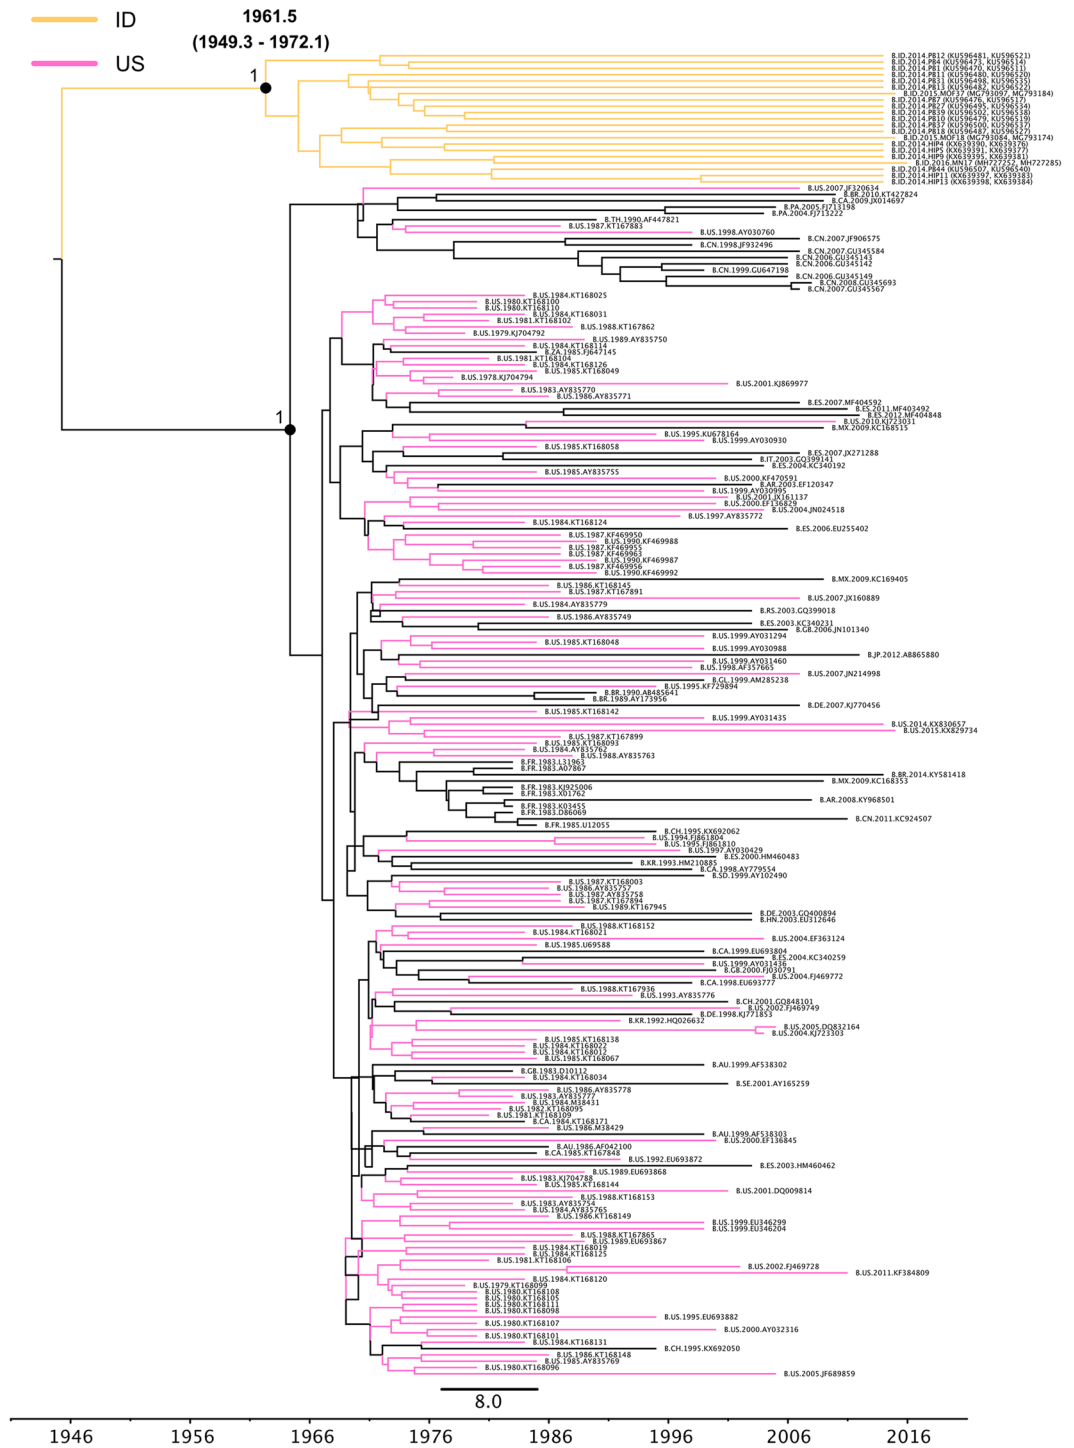 ID
1961.5
(1949.3 - 1972.1)
US
1
B.ID.2014.PB12 (KU596481, KU596521)
B.ID.2014.PB4 (KU596473, KU596514)
B.ID.2014.PB1 (KU596470, KU596511)
B.ID.2014.PB11 (KU596480, KU596520)
B.ID.2014.PB31 (KU596498, KU596535)
B.ID.2014.PB13 (KU596482, KU596522)
B.ID.2015.MOF37 (MG793097, MG793184)
B.ID.2014.PB7 (KU596476, KU596517)
B.ID.2014.PB27 (KU596495, KU596534)
B.ID.2014.PB39 (KU596502, KU596538)
B.ID.2014.PB10 (KU596479, KU596519)
B.ID.2014.PB37 (KU596500, KU596537)
B.ID.2014.PB18 (KU596487, KU596527)
B.ID.2015.MOF18 (MG793084, MG793174)
B.ID.2014.HIP4 (KX639390, KX639376)
B.ID.2014.HIP5 (KX639391, KX639377)
B.ID.2014.HIP9 (KX639395, KX639381)
B.ID.2016.MN17 (MH727252, MH727285)
B.ID.2014.PB44 (KU596507, KU596540)
B.ID.2014.HIP11 (KX639397, KX639383)
B.ID.2014.HIP13 (KX639398, KX639384)
B.US.2007.JF320634
B.BR.2010.KT427824
B.CA.2009.JX014697
B.PA.2005.FJ713198
B.PA.2004.FJ713222
B.TH.1990.AF447821
B.US.1987.KT167883
B.US.1998.AY030760
B.CN.2007.JF906575
B.CN.1998.JF932496
B.CN.2007.GU345584
B.CN.2006.GU345143
B.CN.2006.GU345142
B.CN.1999.GU647198
B.CN.2006.GU345149
B.CN.2008.GU345693
B.CN.2007.GU345567
B.US.1984.KT168025
B.US.1980.KT168100
B.US.1980.KT168110
B.US.1984.KT168031
B.US.1981.KT168102
B.US.1988.KT167862
B.US.1979.KJ704792
B.US.1989.AY835750
B.US.1984.KT168114
B.ZA.1985.FJ647145
B.US.1981.KT168104
B.US.1984.KT168126
B.US.1985.KT168049
B.US.1978.KJ704794
B.US.2001.KJ869977
B.US.1983.AY835770
B.US.1986.AY835771
B.ES.2007.MF404592
B.ES.2011.MF403492
B.ES.2012.MF404848
1
B.US.2010.KJ723031
B.MX.2009.KC168515
B.US.1995.KU678164
B.US.1999.AY030930
B.US.1985.KT168058
B.ES.2007.JX271288
B.IT.2003.GQ399141
B.ES.2004.KC340192
B.US.1985.AY835755
B.US.2000.KF470591
B.AR.2003.EF120347
B.US.1999.AY030995
B.US.2001.JX161137
B.US.2000.EF136829
B.US.2004.JN024518
B.US.1997.AY835772
B.US.1984.KT168124
B.ES.2006.EU255402
B.US.1987.KF469950
B.US.1990.KF469988
B.US.1987.KF469955
B.US.1987.KF469963
B.US.1990.KF469987
B.US.1987.KF469956
B.US.1990.KF469992
B.MX.2009.KC169405
B.US.1986.KT168145
B.US.1987.KT167891
B.US.2007.JX160889
B.US.1984.AY835779
B.RS.2003.GQ399018
B.US.1986.AY835749
B.ES.2003.KC340231
B.GB.2006.JN101340
B.US.1999.AY031294
B.US.1985.KT168048
B.US.1999.AY030988
B.JP.2012.AB865880
B.US.1999.AY031460
B.US.1998.AF357665
B.US.2007.JN214998
B.GL.1999.AM285238
B.US.1995.KF729894
B.BR.1990.AB485641
B.BR.1989.AY173956
B.DE.2007.KJ770456
B.US.1985.KT168142
B.US.1999.AY031435
B.US.2014.KX830657
B.US.2015.KX829734
B.US.1987.KT167899
B.US.1985.KT168093
B.US.1984.AY835762
B.US.1988.AY835763
B.FR.1983.L31963
B.FR.1983.A07867
B.BR.2014.KY581418
B.MX.2009.KC168353
B.FR.1983.KJ925006
B.FR.1983.X01762
B.AR.2008.KY968501
B.FR.1983.K03455
B.FR.1983.D86069
B.CN.2011.KC924507
B.FR.1985.U12055
B.CH.1995.KX692062
B.US.1994.FJ861804
B.US.1995.FJ861810
B.US.1997.AY030429
B.ES.2000.HM460483
B.KR.1993.HM210885
B.CA.1998.AY779554
B.SD.1999.AY102490
B.US.1987.KT168003
B.US.1986.AY835757
B.US.1987.AY835758
B.US.1987.KT167894
B.US.1989.KT167945
B.DE.2003.GQ400894
B.HN.2003.EU312646
B.US.1988.KT168152
B.US.1984.KT168021
B.US.2004.EF363124
B.US.1985.U69588
B.CA.1999.EU693804
B.ES.2004.KC340259
B.US.1999.AY031436
B.GB.2000.FJ030791
B.US.2004.FJ469772
B.CA.1998.EU693777
B.US.1988.KT167936
B.US.1993.AY835776
B.CH.2001.GQ848101
B.US.2002.FJ469749
B.DE.1998.KJ771853
B.KR.1992.HQ026632
B.US.2005.DQ832164
B.US.2004.KJ723303
B.US.1985.KT168138
B.US.1984.KT168022
B.US.1984.KT168012
B.US.1985.KT168067
B.AU.1999.AF538302
B.GB.1983.D10112
B.US.1984.KT168034
B.SE.2001.AY165259
B.US.1986.AY835778
B.US.1983.AY835777
B.US.1984.M38431
B.US.1982.KT168095
B.US.1981.KT168109
B.CA.1984.KT168171
B.US.1986.M38429
B.AU.1999.AF538303
B.US.2000.EF136845
B.AU.1986.AF042100
B.CA.1985.KT167848
B.US.1992.EU693872
B.ES.2003.HM460462
B.US.1989.EU693868
B.US.1983.KJ704788
B.US.1985.KT168144
B.US.2001.DQ009814
B.US.1988.KT168153
B.US.1983.AY835754
B.US.1984.AY835765
B.US.1986.KT168149
B.US.1999.EU346299
B.US.1999.EU346204
B.US.1988.KT167865
B.US.1989.EU693867
B.US.1984.KT168019
B.US.1984.KT168125
B.US.1981.KT168106
B.US.2002.FJ469728
B.US.2011.KF384809
B.US.1984.KT168120
B.US.1979.KT168099
B.US.1980.KT168108
B.US.1980.KT168105
B.US.1980.KT168111
B.US.1980.KT168098
B.US.1995.EU693882
B.US.1980.KT168107
B.US.2000.AY032316
B.US.1980.KT168101
B.US.1984.KT168131
B.CH.1995.KX692050
B.US.1986.KT168148
B.US.1985.AY835769
B.US.1980.KT168096
B.US.2005.JF689859
8.0
1946 1956 1966 1976 1986 1996 2006 2016